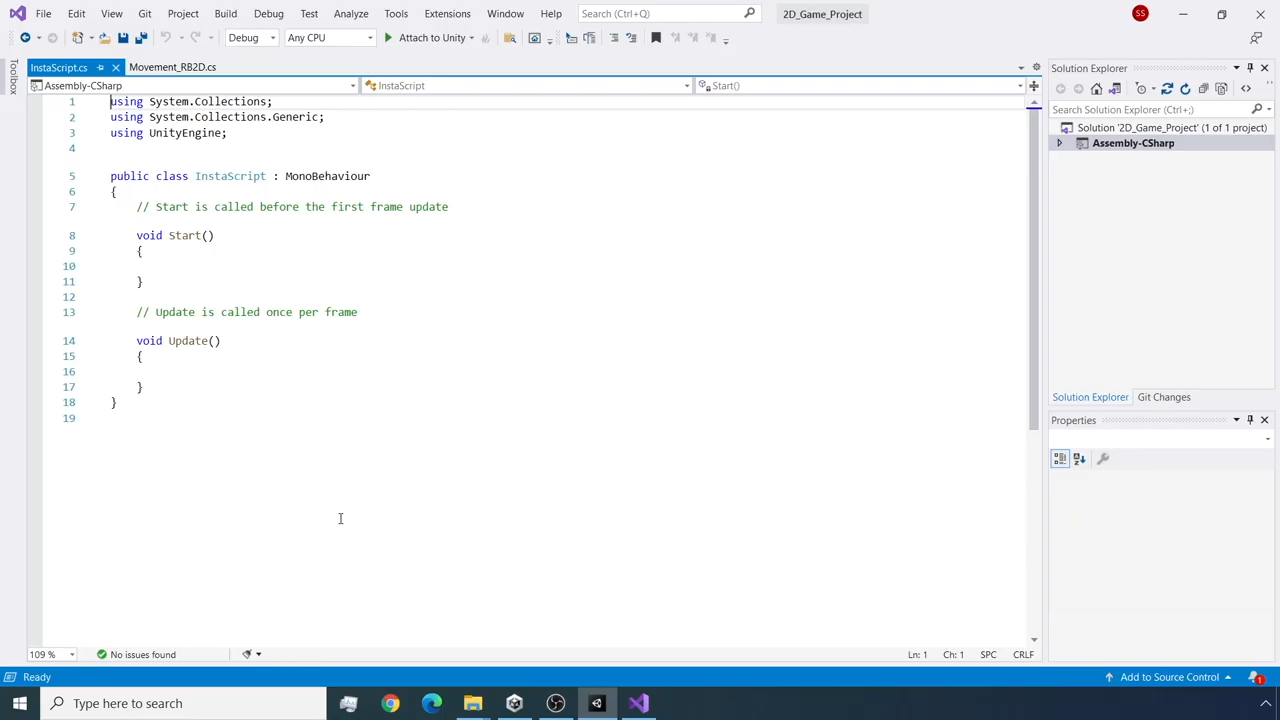 File Edit View Git Project Build Debug Test Analyze Tools Extensions Window Help Search (Ctrl+Q) 2D_Game_Project SS
Debug Any CPU Attach to Unity
InstaScript.cs Movement_RB2D.cs
Assembly-CSharp InstaScript Start()
Toolbox
1 using System.Collections;
2 using System.Collections.Generic;
3 using UnityEngine;
4
5 public class InstaScript : MonoBehaviour
6 {
7 // Start is called before the first frame update
8 void Start()
9 {
10
11 }
12
13 // Update is called once per frame
14 void Update()
15 {
16
17 }
18 }
19
109 % No issues found Ln: 1 Ch: 1 SPC CRLF
Solution Explorer
Search Solution Explorer (Ctrl+;)
Solution '2D_Game_Project' (1 of 1 project)
Assembly-CSharp
Solution Explorer Git Changes
Properties
Ready Add to Source Control 1
Type here to search